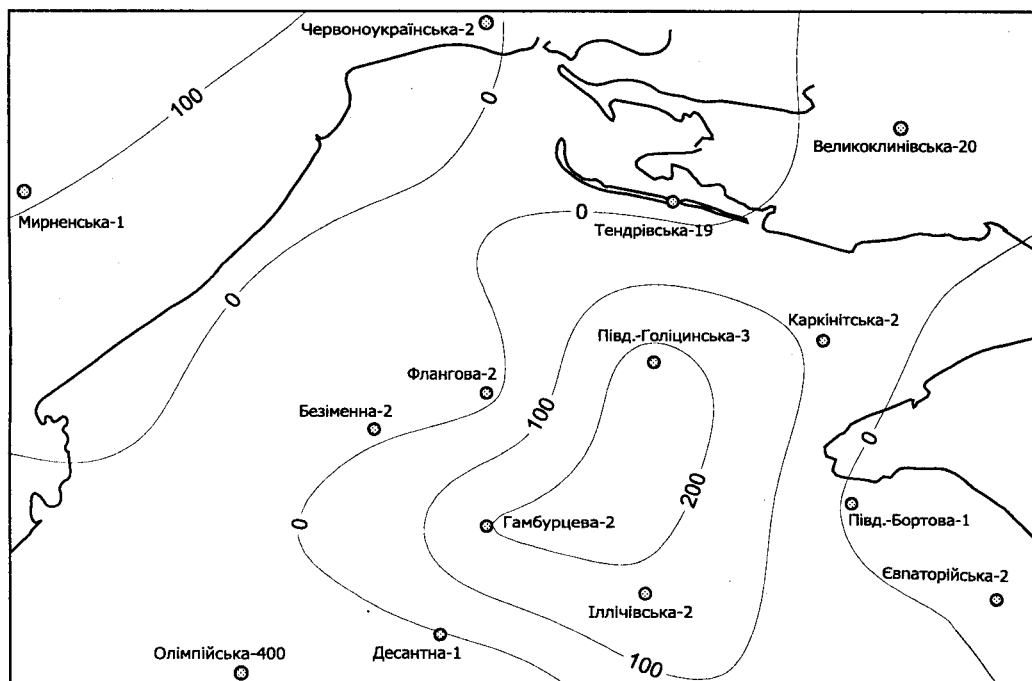 Червоноукраїнська-2
100
0
Великоклинівська-20
Мирненська-1
0
Тендрівська-19
0
Каркінітська-2
Півд.-Голіцинська-3
Флангова-2
Безіменна-2
100
0
200
0
Гамбурцева-2
Півд.-Бортова-1
Євпаторійська-2
Іллічівська-2
Олімпійська-400
Десантна-1
100